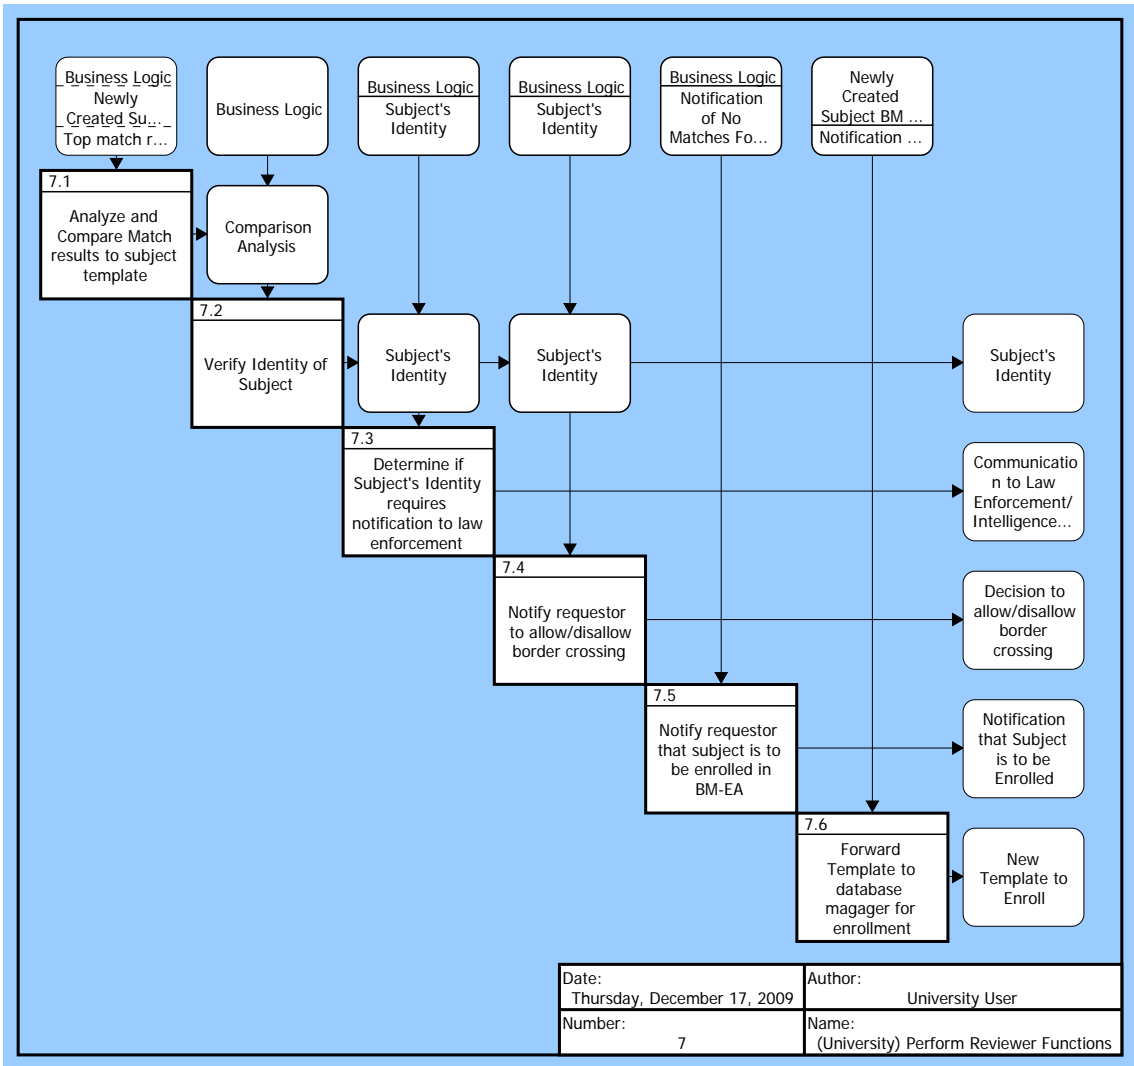 Business Logic
Newly
Created Su...
Top match r...
Business Logic
Business Logic
Subject's
Identity
Business Logic
Subject's
Identity
Business Logic
Notification
of No
Matches Fo...
Newly
Created
Subject BM ...
Notification ...
7.1
Analyze and
Compare Match
results to subject
template
Comparison
Analysis
7.2
Verify Identity of
Subject
Subject's
Identity
Subject's
Identity
Subject's
Identity
7.3
Determine if
Subject's Identity
requires
notification to law
enforcement
Communicatio
n to Law
Enforcement/
Intelligence...
7.4
Notify requestor
to allow/disallow
border crossing
Decision to
allow/disallow
border
crossing
7.5
Notify requestor
that subject is to
be enrolled in
BM-EA
Notification
that Subject
is to be
Enrolled
7.6
Forward
Template to
database
magager for
enrollment
New
Template to
Enroll
Date:
Thursday, December 17, 2009
Author:
University User
Number:
7
Name:
(University) Perform Reviewer Functions